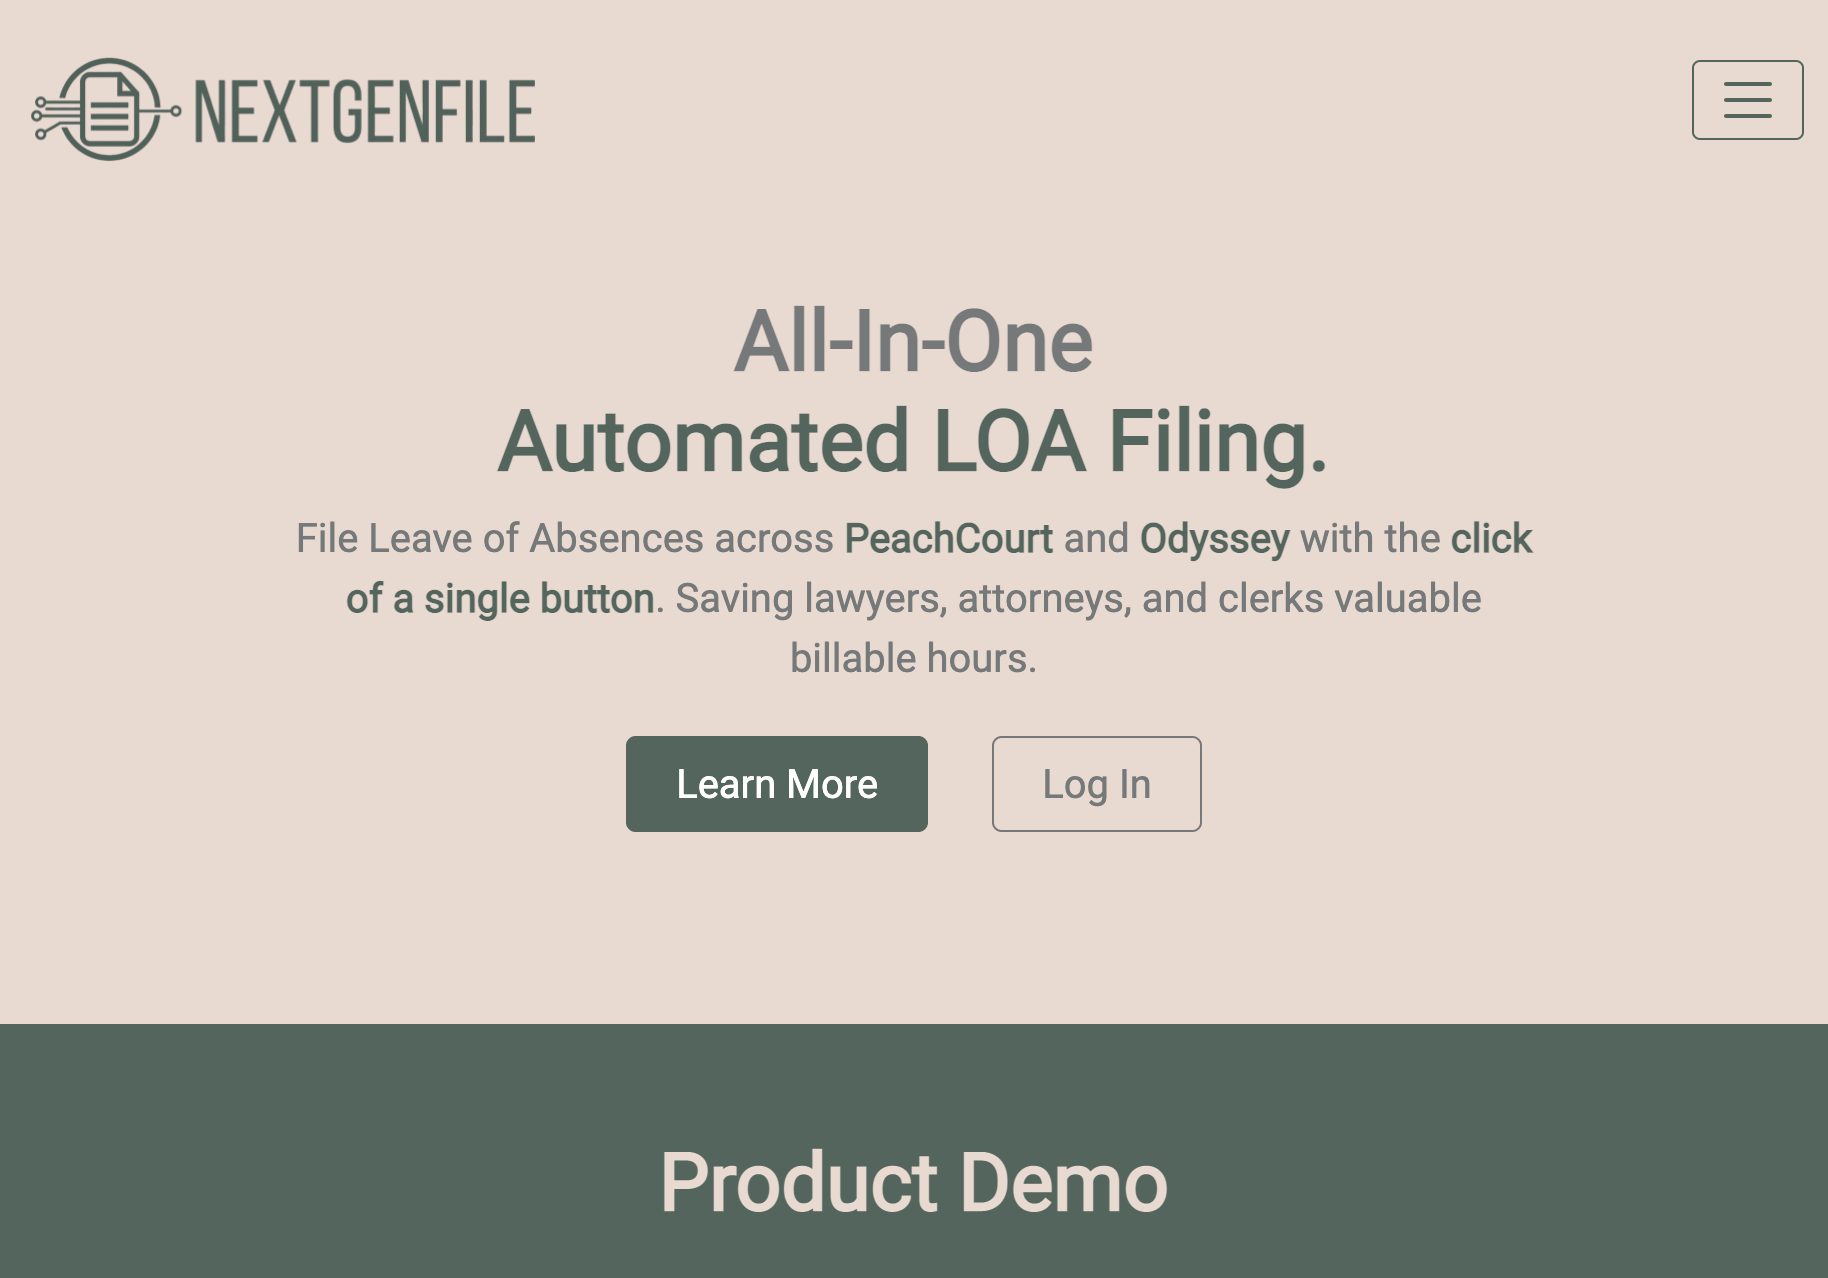 NEXTGENFILE
All-In-One
Automated LOA Filing.
File Leave of Absences across PeachCourt and Odyssey with the click
of a single button. Saving lawyers, attorneys, and clerks valuable
billable hours.
Learn More
Log In
Product Demo